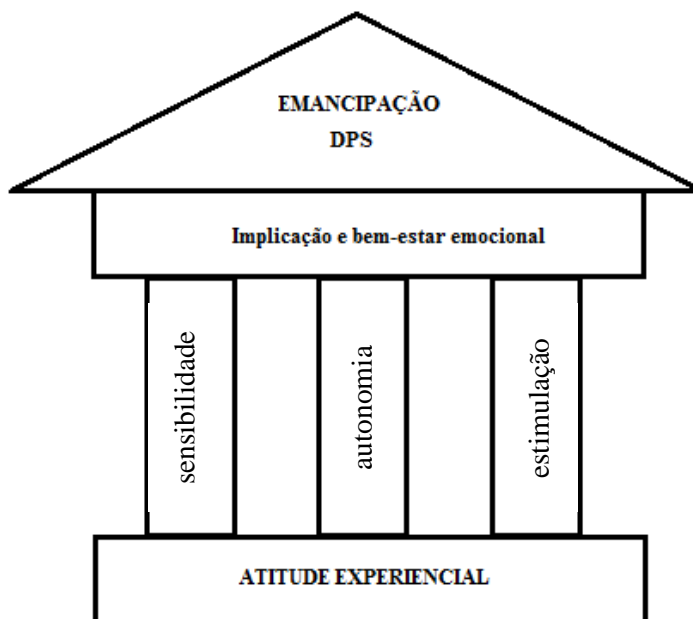 EMANCIPAÇÃO
DPS
Implicação e bem-estar emocional
sensibilidade
autonomia
estimulação
ATITUDE EXPERIENCIAL